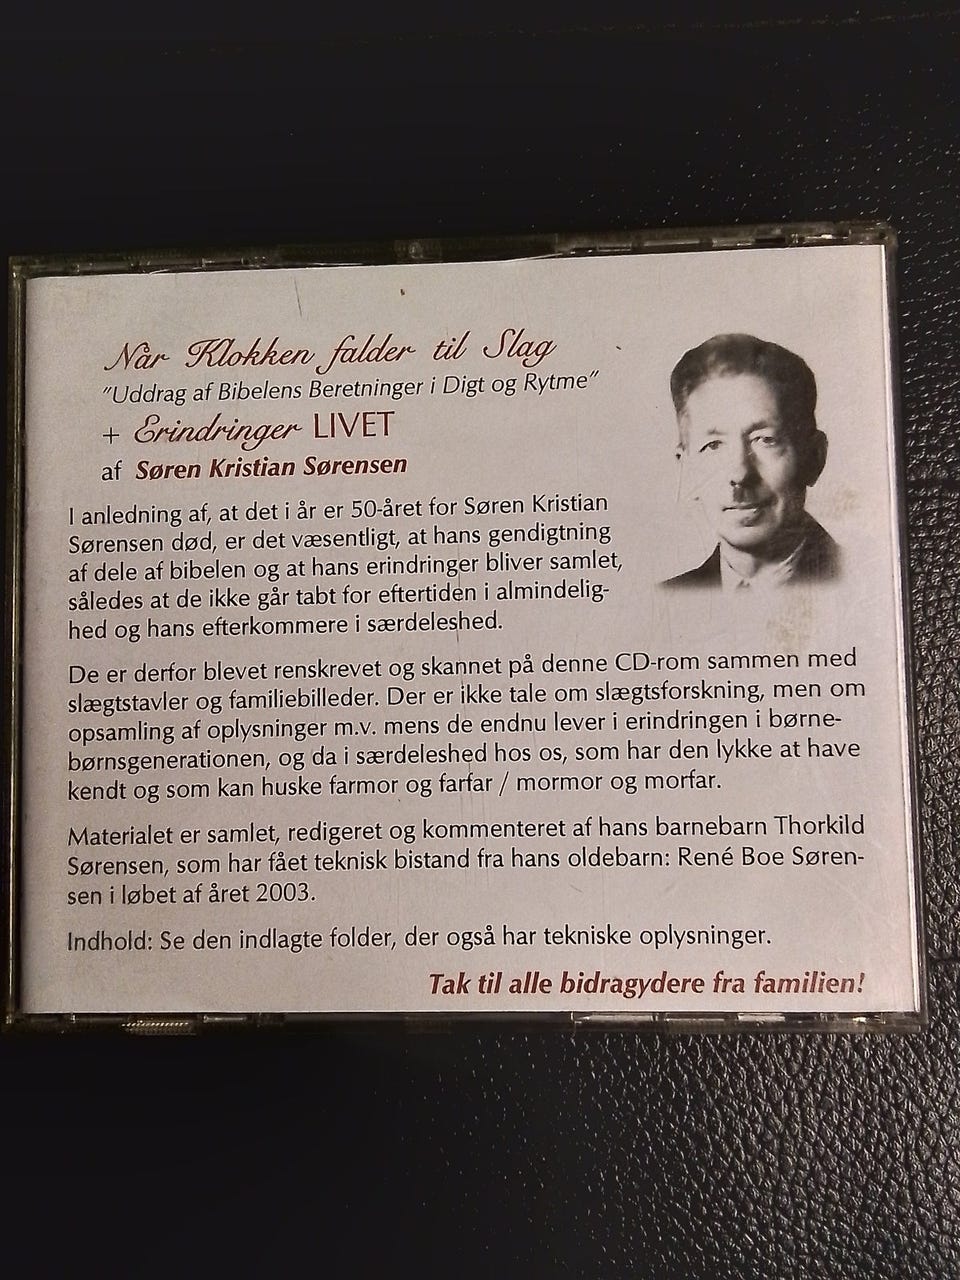 Når Klokken falder til Slag
"Uddrag af Bibelens Beretninger i Digt og Rytme"
+ Erindringer LIVET
af Søren Kristian Sørensen
I anledning af, at det i år er 50-året for Søren Kristian
Sørensen død, er det væsentligt, at hans gendigtning
af dele af bibelen og at hans erindringer bliver samlet,
således at de ikke går tabt for eftertiden i almindelig-
hed og hans efterkommere i særdeleshed.
De er derfor blevet renskrevet og skannet på denne CD-rom sammen med
slægtstavler og familiebilleder. Der er ikke tale om slægtsforskning, men om
opsamling af oplysninger m.v. mens de endnu lever i erindringen i børne-
børnsgenerationen, og da i særdeleshed hos os, som har den lykke at have
kendt og som kan huske farmor og farfar / mormor og morfar.
Materialet er samlet, redigeret og kommenteret af hans barnebarn Thorkild
Sørensen, som har fået teknisk bistand fra hans oldebarn: René Boe Søren-
sen i løbet af året 2003.
Indhold: Se den indlagte folder, der også har tekniske oplysninger.
Tak til alle bidragydere fra familien!